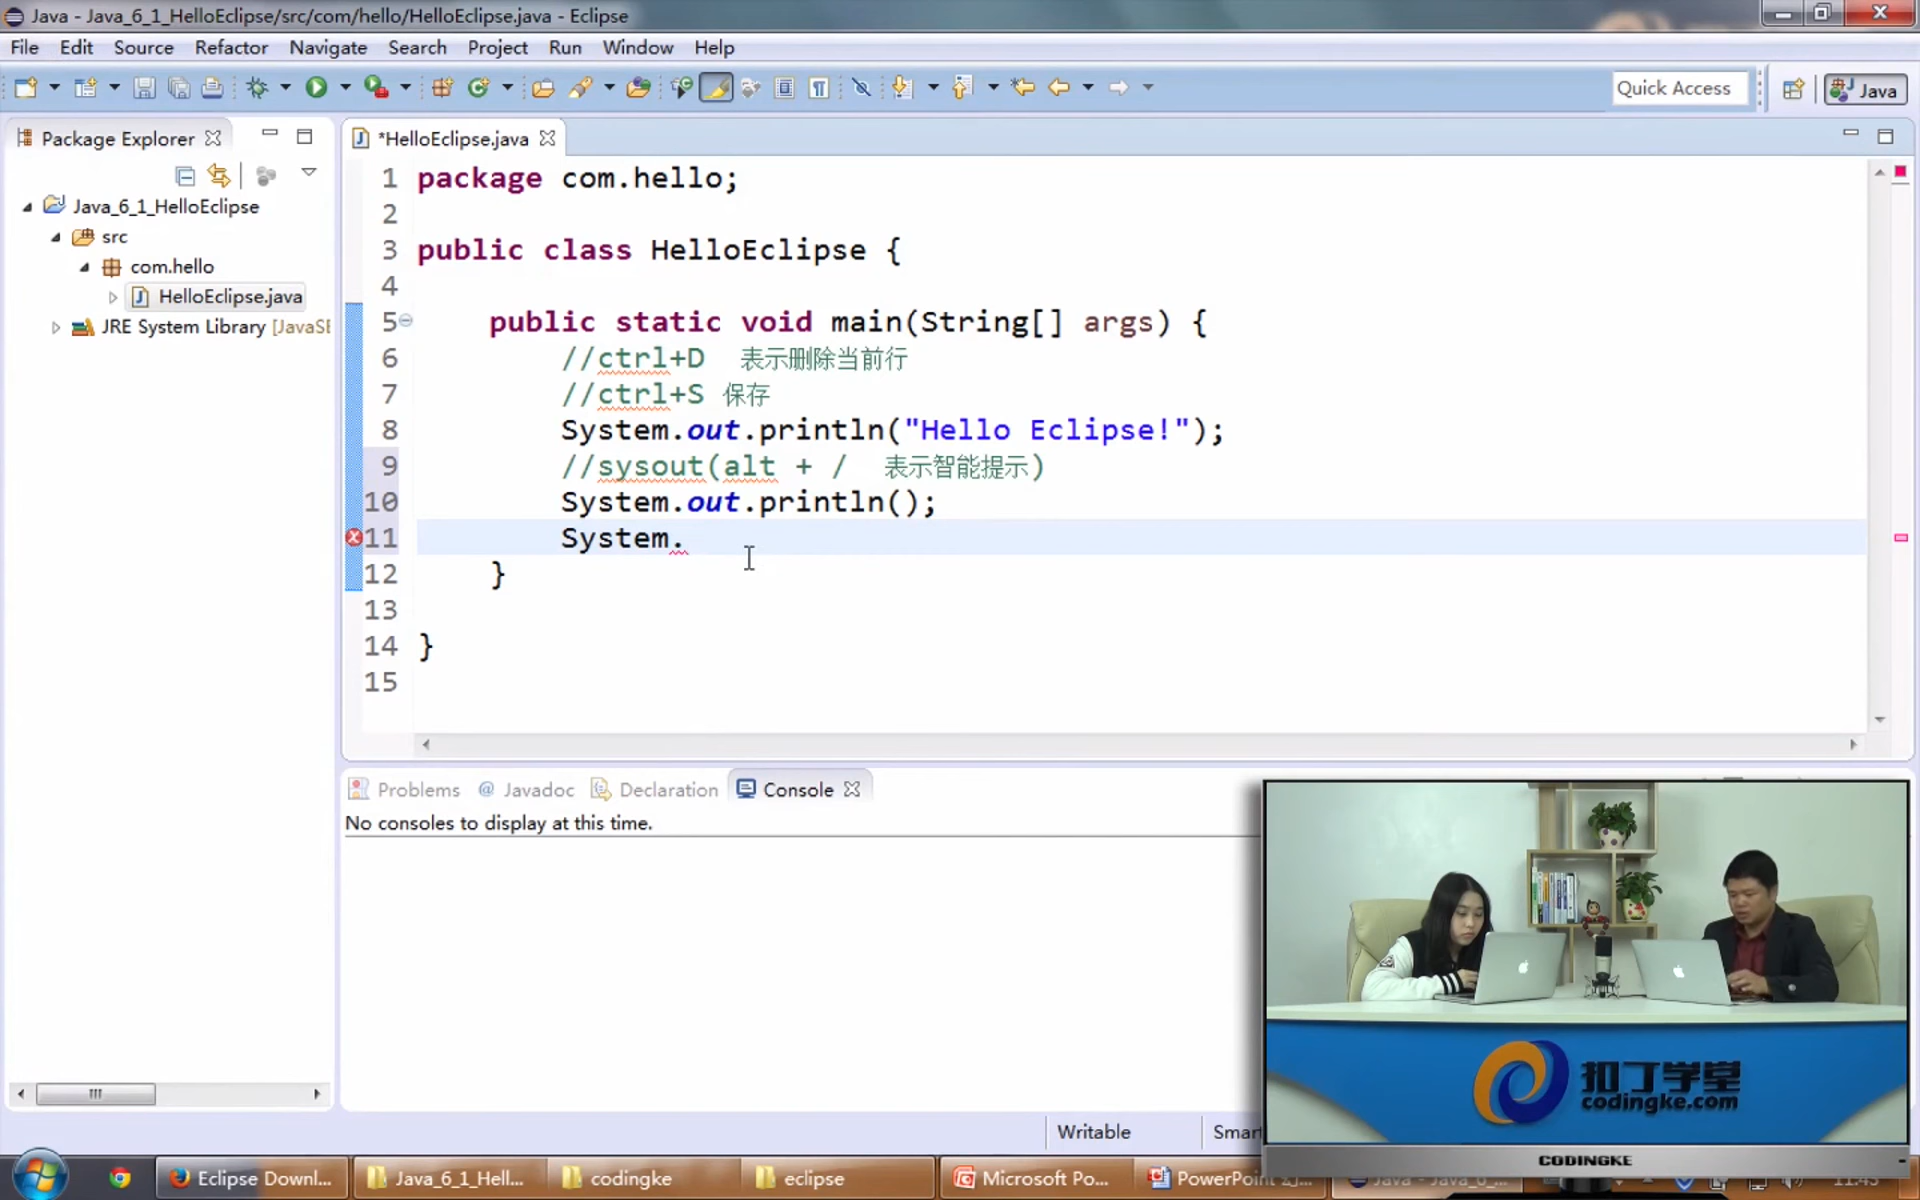 Java - Java_6_1_HelloEclipse/src/com/hello/HelloEclipse.java - Eclipse
File Edit Source Refactor Navigate Search Project Run Window Help
Quick Access
Java
Package Explorer
Java_6_1_HelloEclipse
src
com.hello
HelloEclipse.java
JRE System Library [JavaSE
*HelloEclipse.java
1 package com.hello;
2
3 public class HelloEclipse {
4
5 public static void main(String[] args) {
6 //ctrl+D 表示删除当前行
7 //ctrl+S 保存
8 System.out.println("Hello Eclipse!");
9 //sysout(alt + / 表示智能提示)
10 System.out.println();
11 System.
12 }
13
14 }
15
Problems @ Javadoc Declaration Console
No consoles to display at this time.
Writable Smar
扣丁学堂
codingke.com
CODINGKE
Eclipse Downl... Java_6_1_Hell... codingke eclipse Microsoft Po... PowerPoint